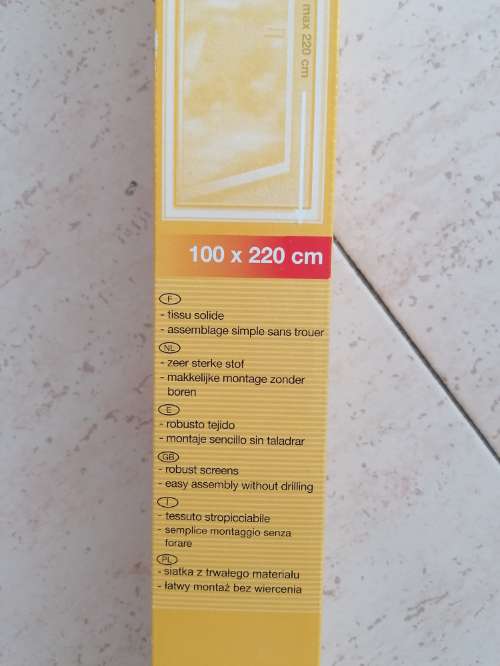 max 220 cm
100 x 220 cm
F
- tissu solide
- assemblage simple sans trouer
NL
- zeer sterke stof
- makkelijke montage zonder
boren
E
- robusto tejido
- montaje sencillo sin taladrar
GB
- robust screens
- easy assembly without drilling
I
- tessuto stropicciabile
- semplice montaggio senza
forare
PL
- siatka z trwałego materiału
- łatwy montaż bez wiercenia